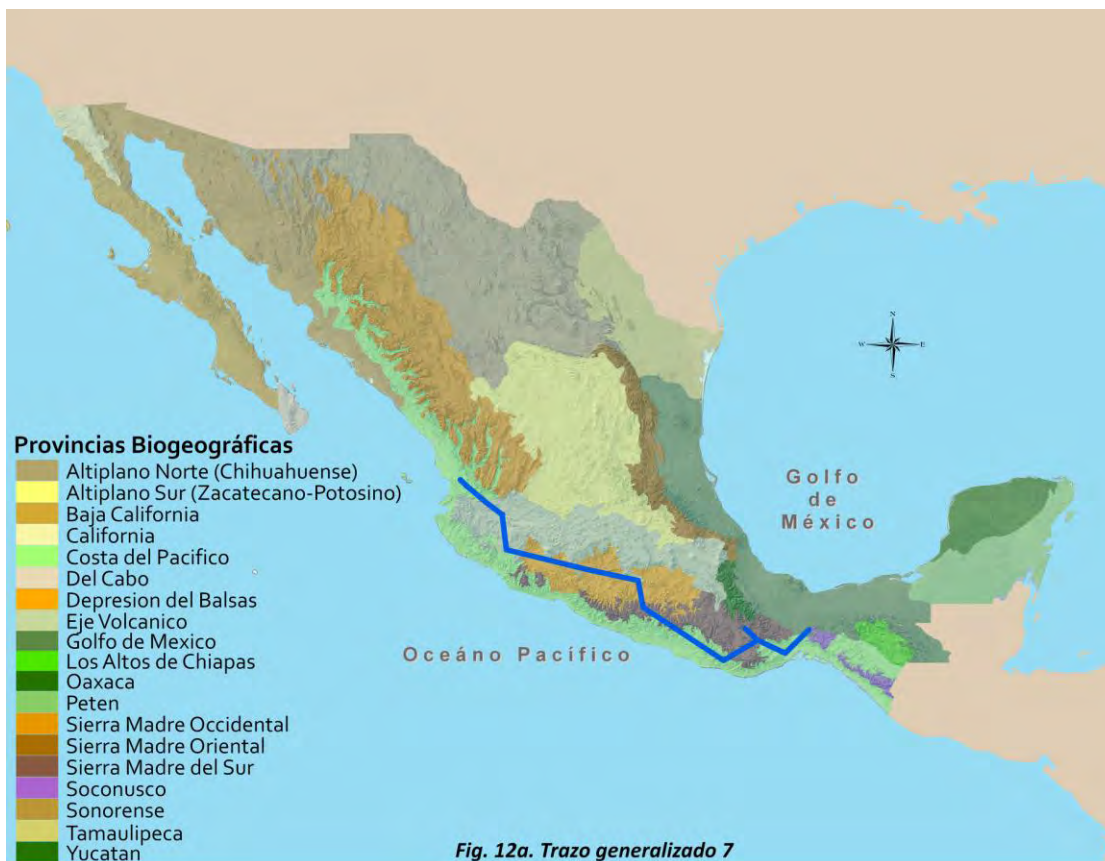 N
W E
S
Golfo
de
México
Provincias Biogeográficas
Altiplano Norte (Chihuahuense)
Altiplano Sur (Zacatecano-Potosino)
Baja California
California
Costa del Pacifico
Del Cabo
Depresion del Balsas
Eje Volcanico
Golfo de Mexico
Los Altos de Chiapas
Oaxaca
Peten
Sierra Madre Occidental
Sierra Madre Oriental
Sierra Madre del Sur
Soconusco
Sonorense
Tamaulipeca
Yucatan
Oceáno Pacífico
Fig. 12a. Trazo generalizado 7